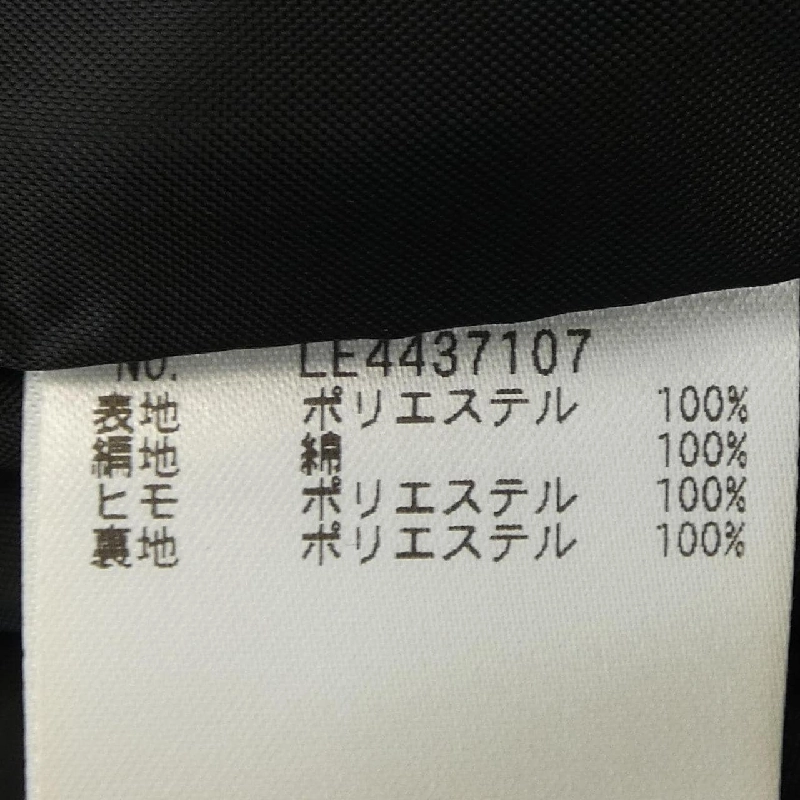 No. LE4437107
表地 ポリエステル 100%
編地 綿 100%
ヒモ ポリエステル 100%
裏地 ポリエステル 100%